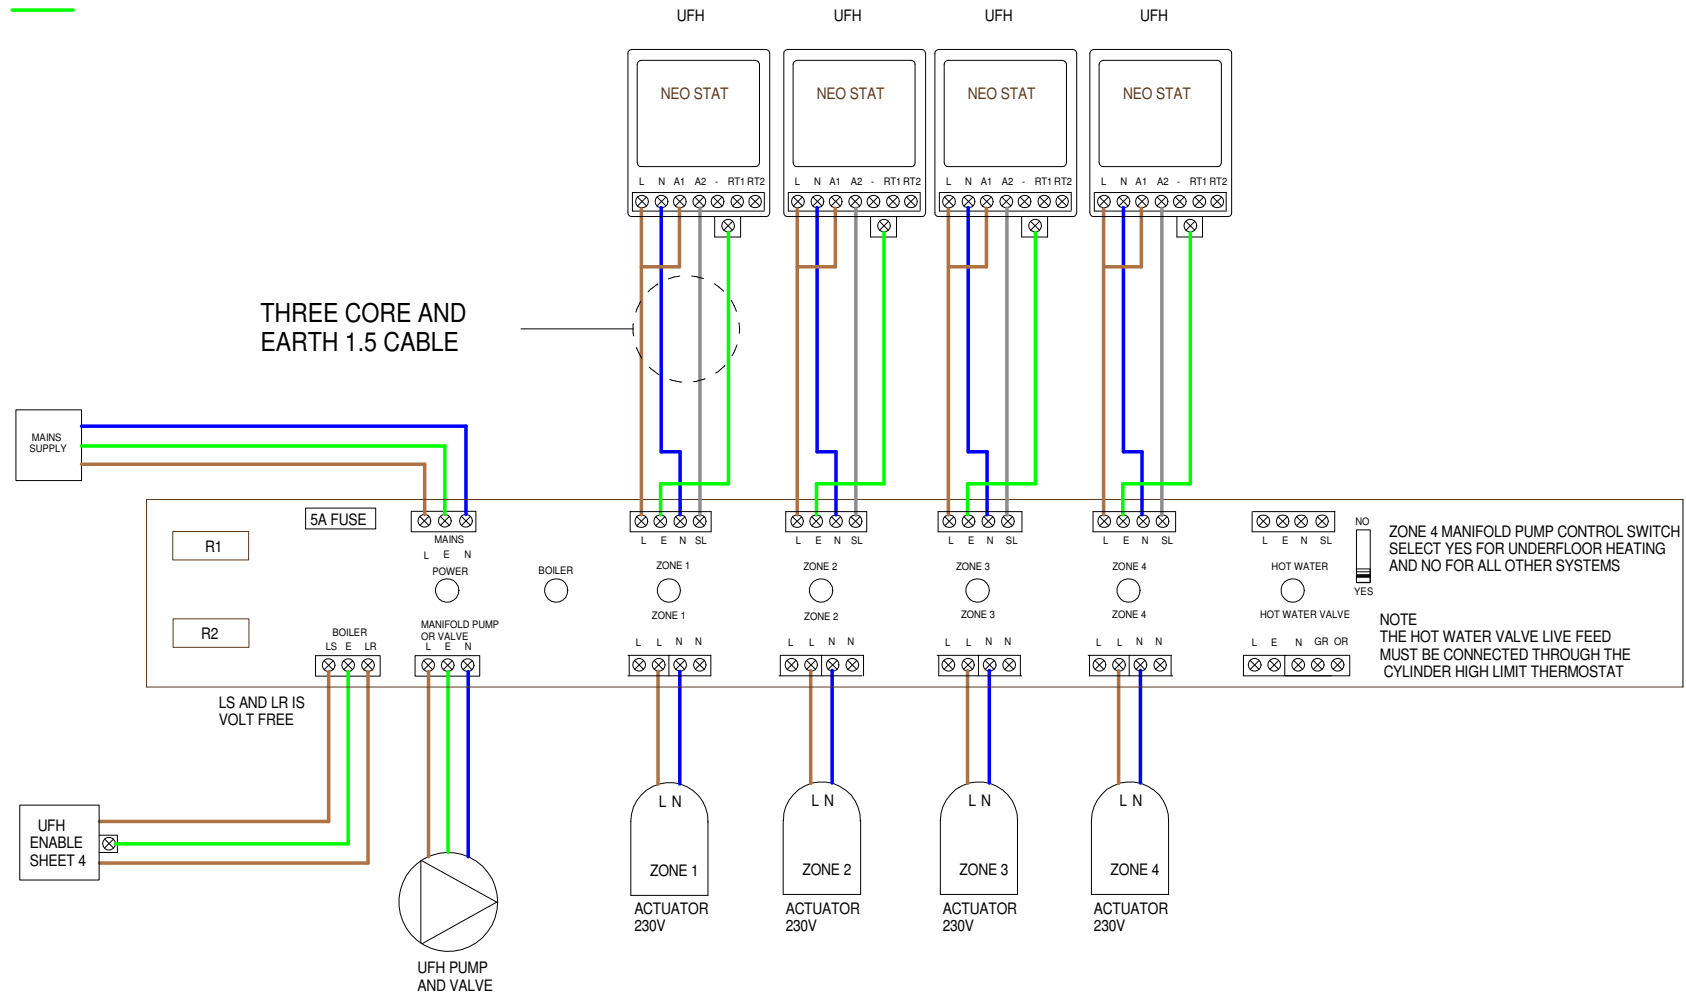 UFH UFH UFH UFH
NEO STAT NEO STAT NEO STAT NEO STAT
L N A1 A2 - RT1 RT2 L N A1 A2 - RT1 RT2 L N A1 A2 - RT1 RT2 L N A1 A2 - RT1 RT2
THREE CORE AND
EARTH 1.5 CABLE
MAINS
SUPPLY
5A FUSE
R1
R2
MAINS
L E N
POWER
BOILER
L E N SL
ZONE 1
ZONE 1
L L N N
L E N SL
ZONE 2
ZONE 2
L L N N
L E N SL
ZONE 3
ZONE 3
L L N N
L E N SL
ZONE 4
ZONE 4
L L N N
L E N SL
HOT WATER
HOT WATER VALVE
L E N GR OR
NO
YES
ZONE 4 MANIFOLD PUMP CONTROL SWITCH
SELECT YES FOR UNDERFLOOR HEATING
AND NO FOR ALL OTHER SYSTEMS
NOTE
THE HOT WATER VALVE LIVE FEED
MUST BE CONNECTED THROUGH THE
CYLINDER HIGH LIMIT THERMOSTAT
BOILER
LS E LR
MANIFOLD PUMP
OR VALVE
L E N
LS AND LR IS
VOLT FREE
UFH
ENABLE
SHEET 4
UFH PUMP
AND VALVE
L N
ZONE 1
ACTUATOR
230V
L N
ZONE 2
ACTUATOR
230V
L N
ZONE 3
ACTUATOR
230V
L N
ZONE 4
ACTUATOR
230V